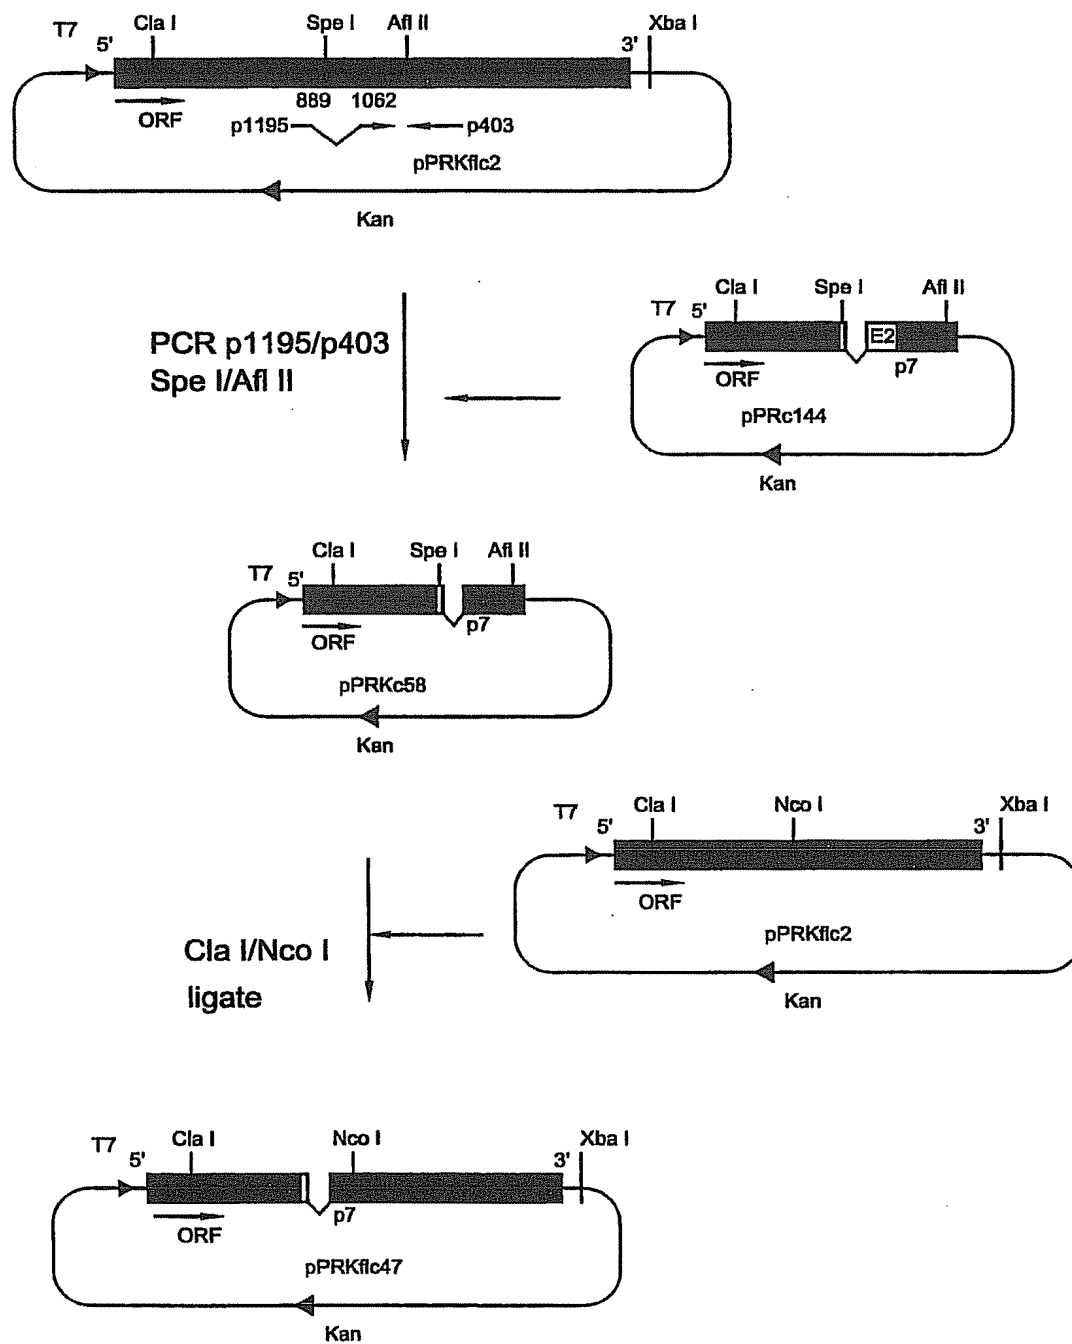 T7 5' Cla I Spe I Afl II 3' Xba I
889 1062
ORF
p1195 p403
pPRKflc2
Kan
PCR p1195/p403
Spe I/Afl II
T7 5' Cla I Spe I Afl II
E2
ORF p7
pPRc144
Kan
T7 5' Cla I Spe I Afl II
ORF p7
pPRKc58
Kan
Cla I/Nco I
ligate
T7 5' Cla I Nco I 3' Xba I
ORF
pPRKflc2
Kan
T7 5' Cla I Nco I 3' Xba I
ORF p7
pPRKflc47
Kan